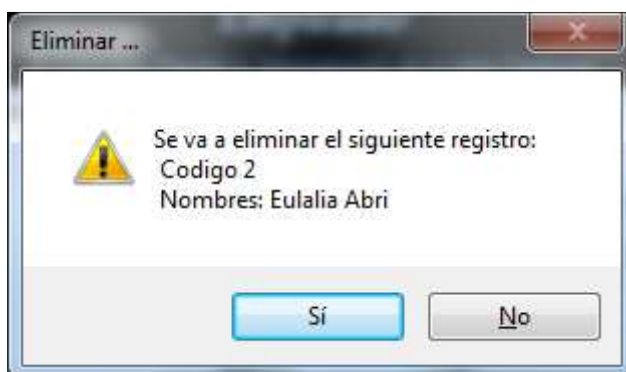 Eliminar ...
Se va a eliminar el siguiente registro:
Codigo 2
Nombres: Eulalia Abri
Sí
No